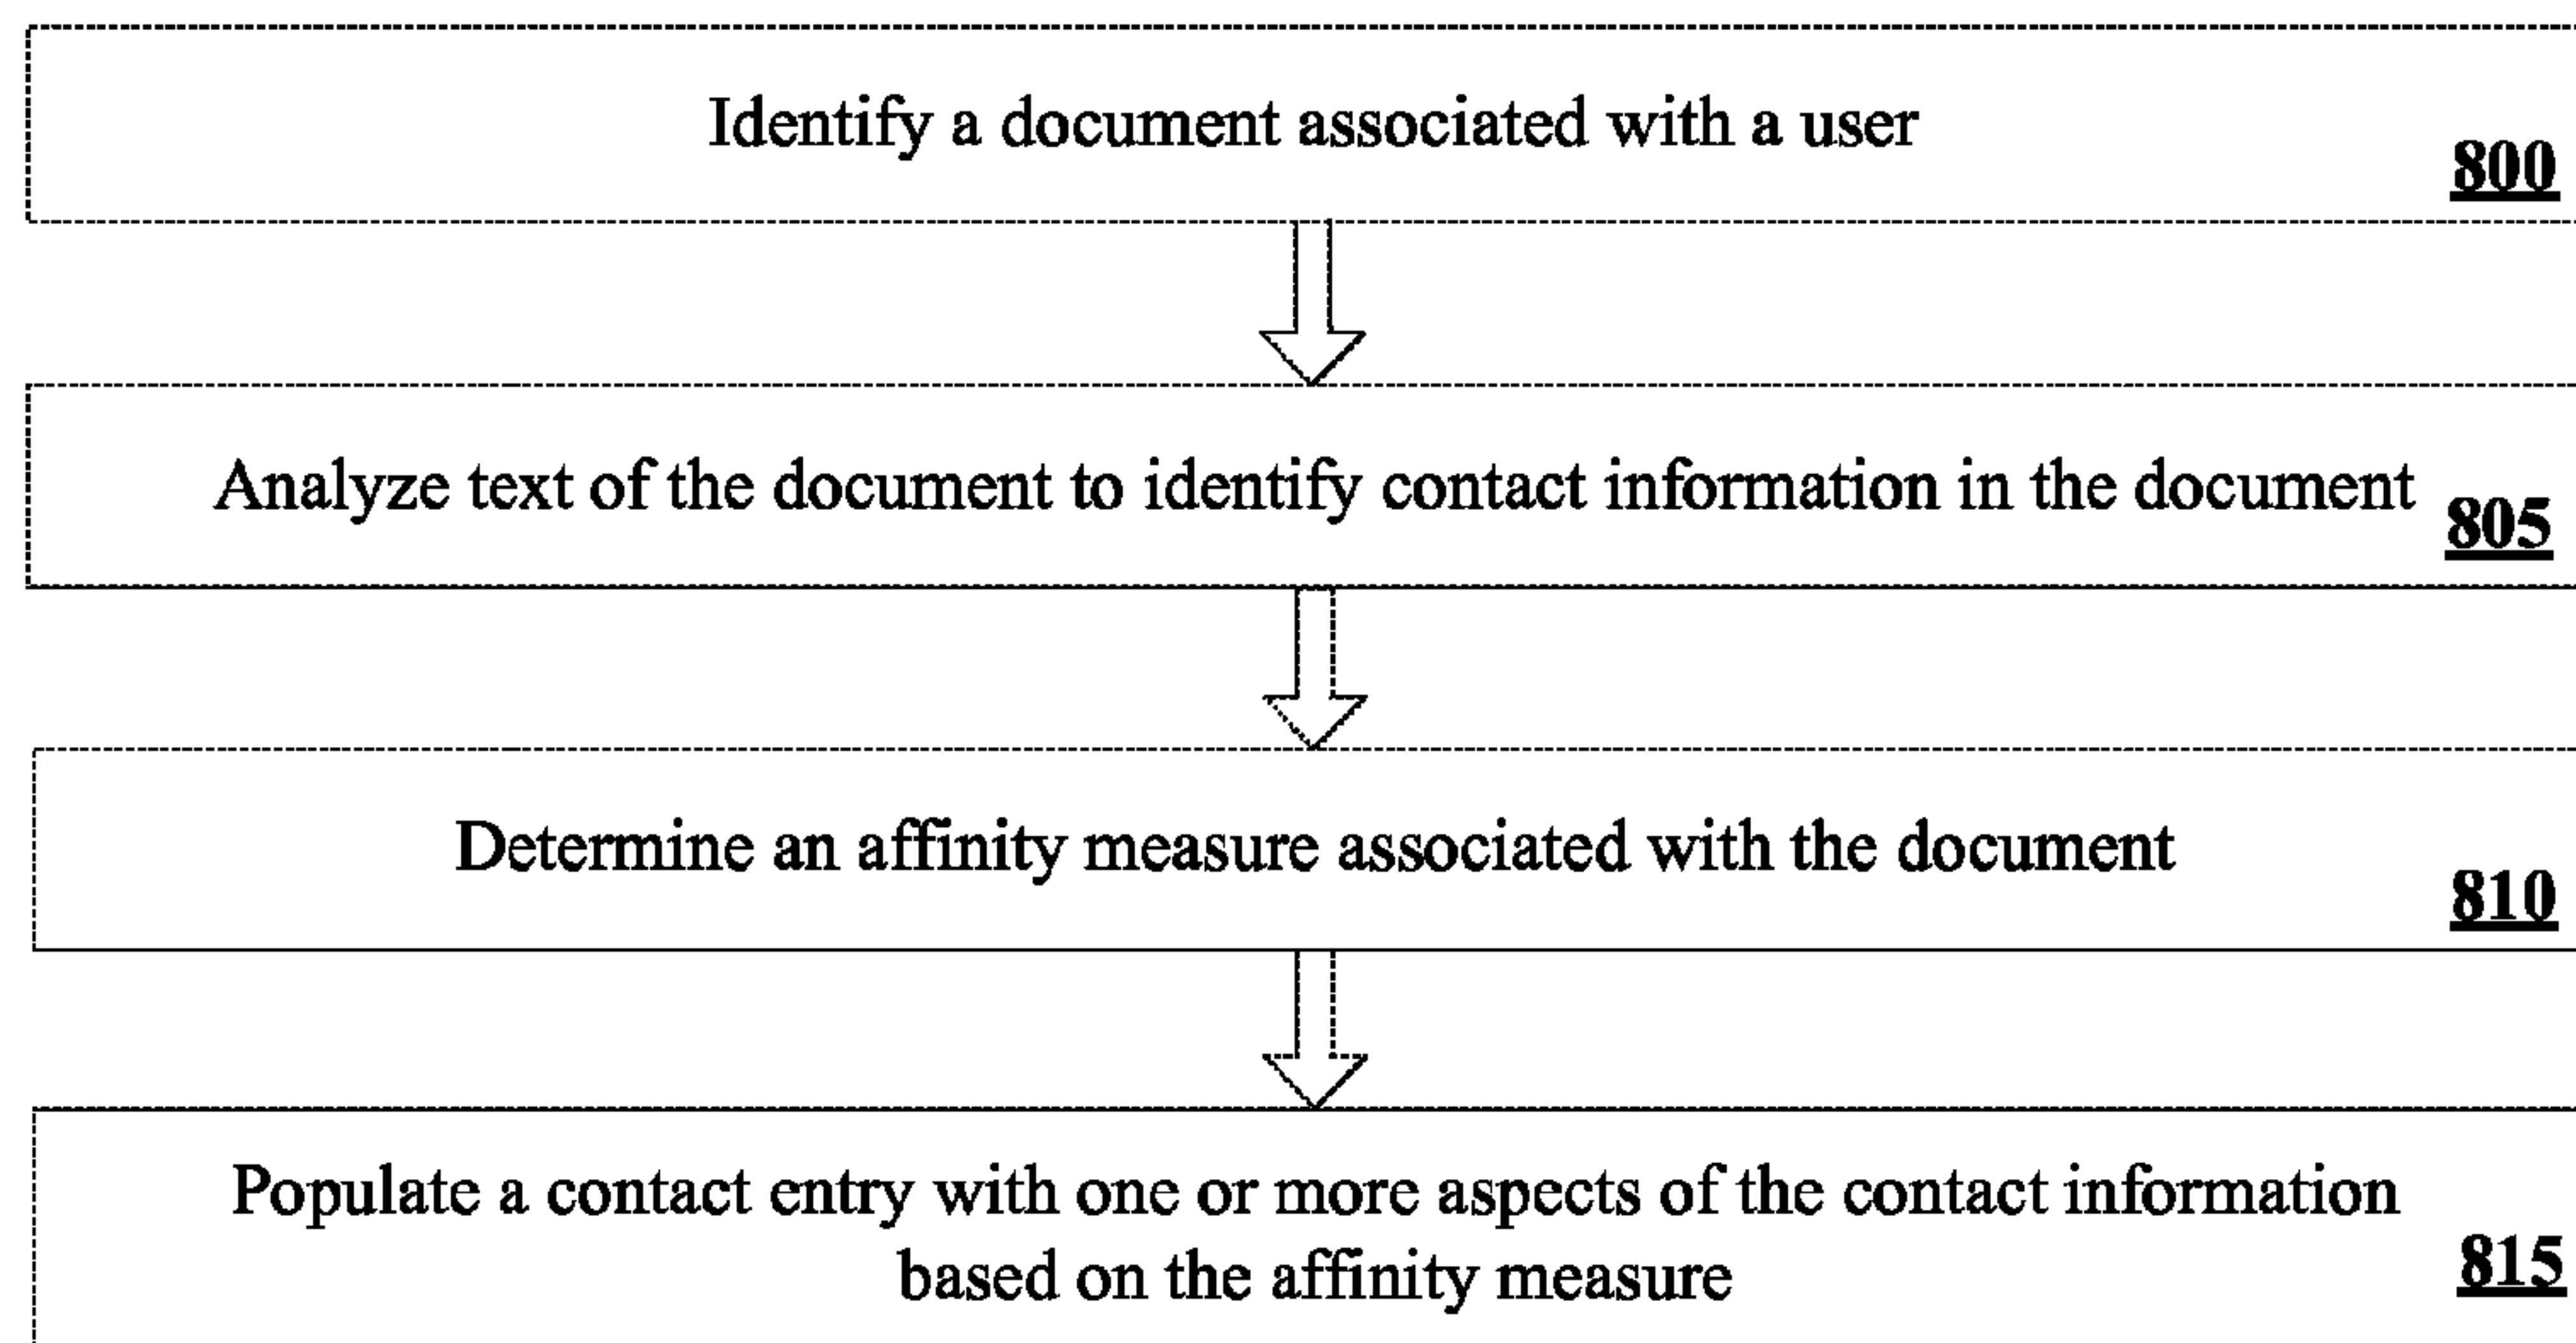 Identify a document associated with a user
800
Analyze text of the document to identify contact information in the document
805
Determine an affinity measure associated with the document
810
Populate a contact entry with one or more aspects of the contact information
based on the affinity measure
815